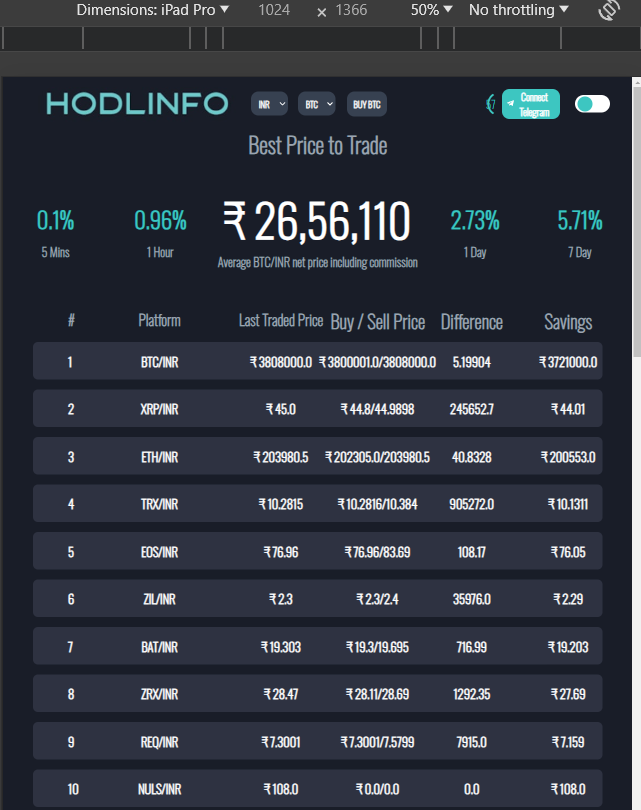 Dimensions: iPad Pro ▼ 1024 × 1366 50% ▼ No throttling ▼
HODLINFO INR BTC BUY BTC 57 Connect
Telegram
Best Price to Trade
0.1% 0.96% ₹ 26,56,110 2.73% 5.71%
5 Mins 1 Hour Average BTC/INR net price including commission 1 Day 7 Day
# Platform Last Traded Price Buy / Sell Price Difference Savings
1 BTC/INR ₹ 3808000.0 ₹ 3800001.0/3808000.0 5.19904 ₹ 3721000.0
2 XRP/INR ₹ 45.0 ₹ 44.8/44.9898 245652.7 ₹ 44.01
3 ETH/INR ₹ 203980.5 ₹ 202305.0/203980.5 40.8328 ₹ 200553.0
4 TRX/INR ₹ 10.2815 ₹ 10.2816/10.384 905272.0 ₹ 10.1311
5 EOS/INR ₹ 76.96 ₹ 76.96/83.69 108.17 ₹ 76.05
6 ZIL/INR ₹ 2.3 ₹ 2.3/2.4 35976.0 ₹ 2.29
7 BAT/INR ₹ 19.303 ₹ 19.3/19.695 716.99 ₹ 19.203
8 ZRX/INR ₹ 28.47 ₹ 28.11/28.69 1292.35 ₹ 27.69
9 REQ/INR ₹ 7.3001 ₹ 7.3001/7.5799 7915.0 ₹ 7.159
10 NULS/INR ₹ 108.0 ₹ 0.0/0.0 0.0 ₹ 108.0